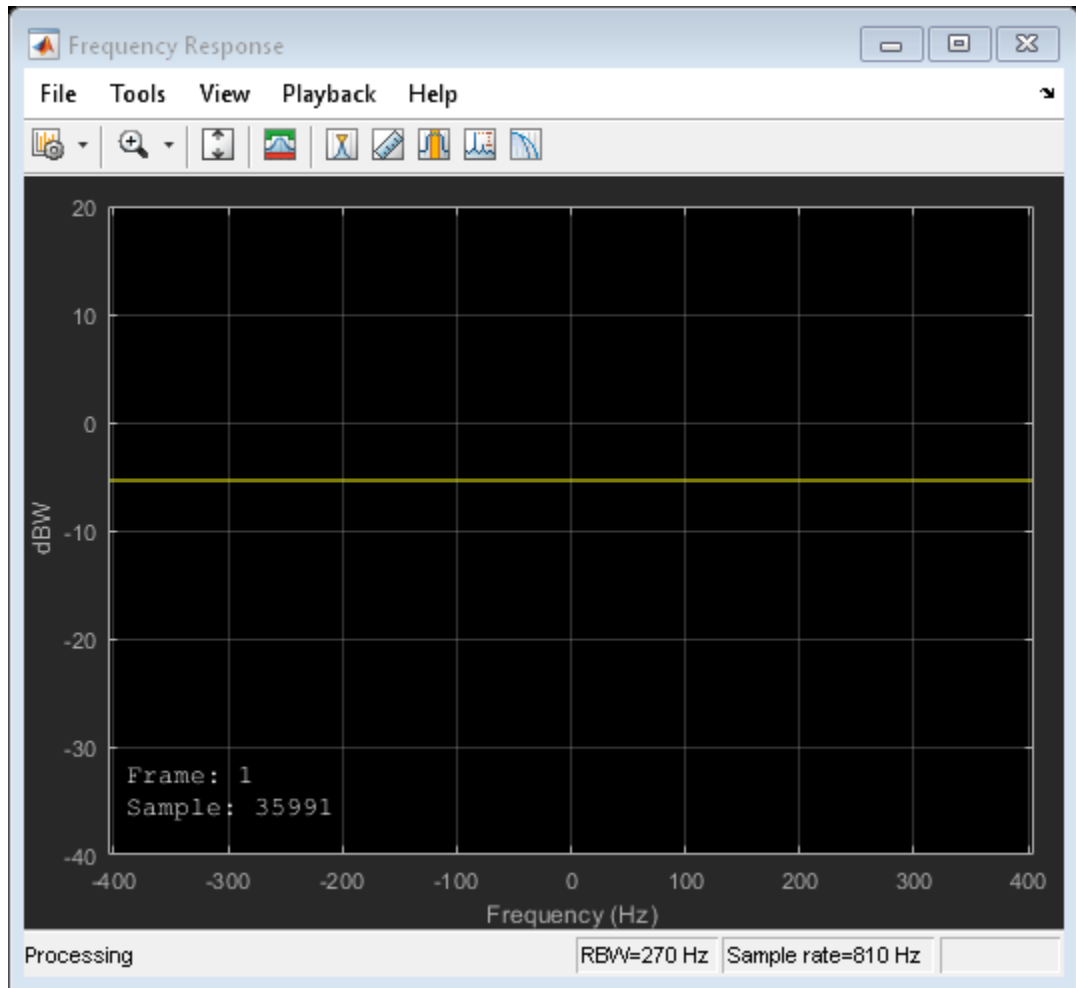 Frequency Response
File Tools View Playback Help
20
10
0
-10
-20
-30
-40
dBW
Frame: 1
Sample: 35991
-400 -300 -200 -100 0 100 200 300 400
Frequency (Hz)
Processing RBW=270 Hz Sample rate=810 Hz